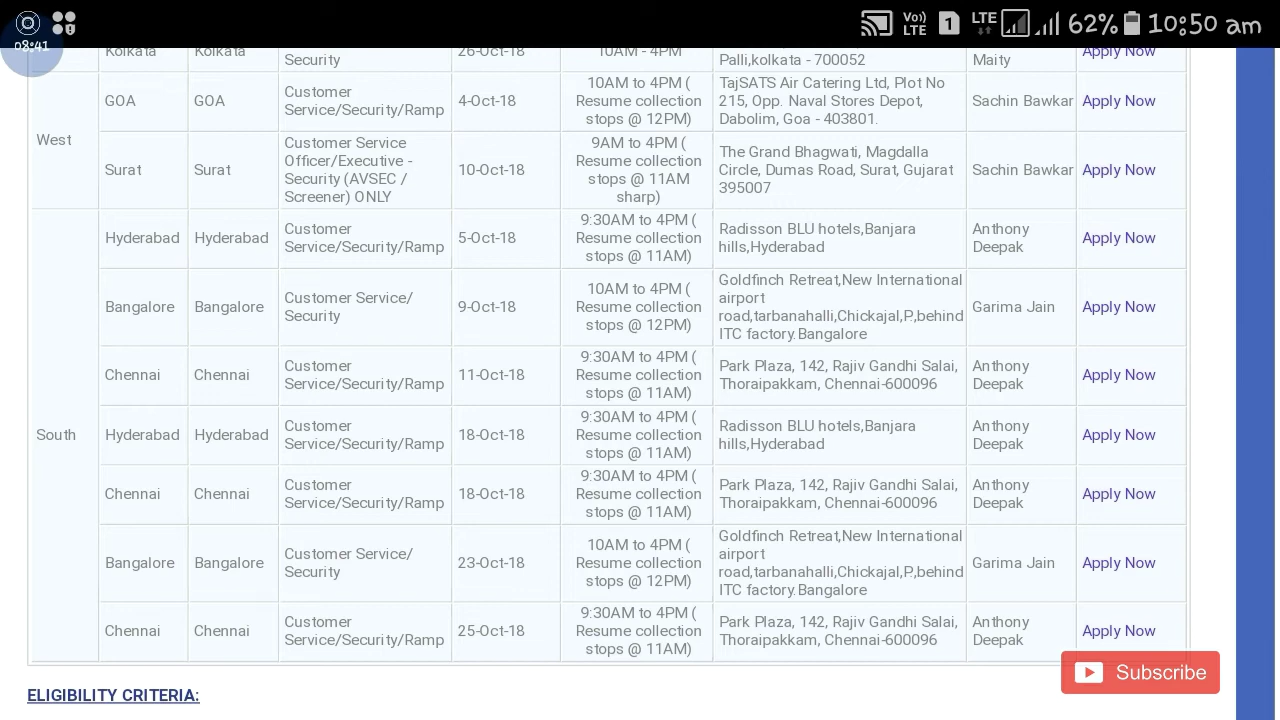 08:41
Vo))
LTE
1
LTE
62%
10:50 am
Kolkata Kolkata Security 26-Oct-18 10AM - 4PM Palli,kolkata - 700052 Maity Apply Now
West
GOA
GOA
Customer
Service/Security/Ramp
4-Oct-18
10AM to 4PM (
Resume collection
stops @ 12PM)
TajSATS Air Catering Ltd, Plot No
215, Opp. Naval Stores Depot,
Dabolim, Goa - 403801.
Sachin Bawkar
Apply Now
Surat
Surat
Customer Service
Officer/Executive -
Security (AVSEC /
Screener) ONLY
10-Oct-18
9AM to 4PM (
Resume collection
stops @ 11AM
sharp)
The Grand Bhagwati, Magdalla
Circle, Dumas Road, Surat, Gujarat
395007
Sachin Bawkar
Apply Now
South
Hyderabad
Hyderabad
Customer
Service/Security/Ramp
5-Oct-18
9:30AM to 4PM (
Resume collection
stops @ 11AM)
Radisson BLU hotels,Banjara
hills,Hyderabad
Anthony
Deepak
Apply Now
Bangalore
Bangalore
Customer Service/
Security
9-Oct-18
10AM to 4PM (
Resume collection
stops @ 12PM)
Goldfinch Retreat,New International
airport
road,tarbanahalli,Chickajal,P,behind
ITC factory.Bangalore
Garima Jain
Apply Now
Chennai
Chennai
Customer
Service/Security/Ramp
11-Oct-18
9:30AM to 4PM (
Resume collection
stops @ 11AM)
Park Plaza, 142, Rajiv Gandhi Salai,
Thoraipakkam, Chennai-600096
Anthony
Deepak
Apply Now
Hyderabad
Hyderabad
Customer
Service/Security/Ramp
18-Oct-18
9:30AM to 4PM (
Resume collection
stops @ 11AM)
Radisson BLU hotels,Banjara
hills,Hyderabad
Anthony
Deepak
Apply Now
Chennai
Chennai
Customer
Service/Security/Ramp
18-Oct-18
9:30AM to 4PM (
Resume collection
stops @ 11AM)
Park Plaza, 142, Rajiv Gandhi Salai,
Thoraipakkam, Chennai-600096
Anthony
Deepak
Apply Now
Bangalore
Bangalore
Customer Service/
Security
23-Oct-18
10AM to 4PM (
Resume collection
stops @ 12PM)
Goldfinch Retreat,New International
airport
road,tarbanahalli,Chickajal,P,behind
ITC factory.Bangalore
Garima Jain
Apply Now
Chennai
Chennai
Customer
Service/Security/Ramp
25-Oct-18
9:30AM to 4PM (
Resume collection
stops @ 11AM)
Park Plaza, 142, Rajiv Gandhi Salai,
Thoraipakkam, Chennai-600096
Anthony
Deepak
Apply Now
Subscribe
ELIGIBILITY CRITERIA: